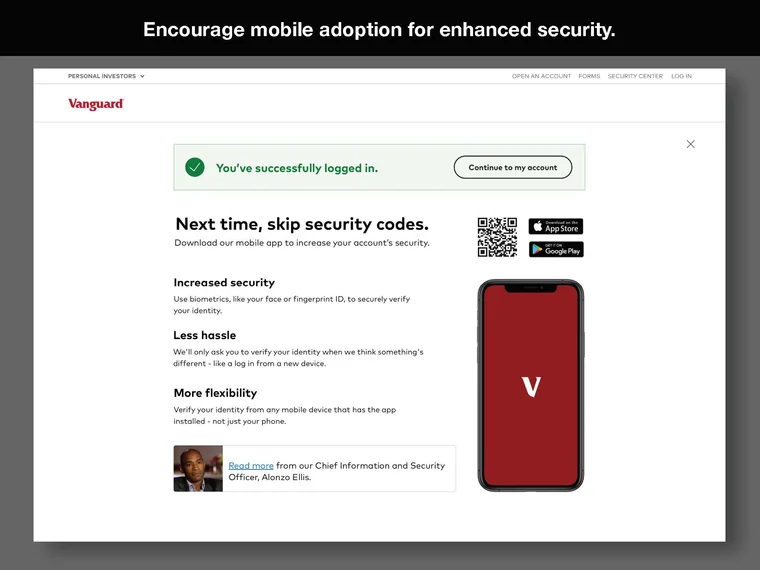 Encourage mobile adoption for enhanced security.
PERSONAL INVESTORS
OPEN AN ACCOUNT FORMS SECURITY CENTER LOG IN
Vanguard
You've successfully logged in.
Continue to my account
Next time, skip security codes.
Download our mobile app to increase your account's security.
Download on the
App Store
GET IT ON
Google Play
Increased security
Use biometrics, like your face or fingerprint ID, to securely verify
your identity.
Less hassle
We'll only ask you to verify your identity when we think something's
different - like a log in from a new device.
More flexibility
Verify your identity from any mobile device that has the app
installed - not just your phone.
V
Read more from our Chief Information and Security
Officer, Alonzo Ellis.